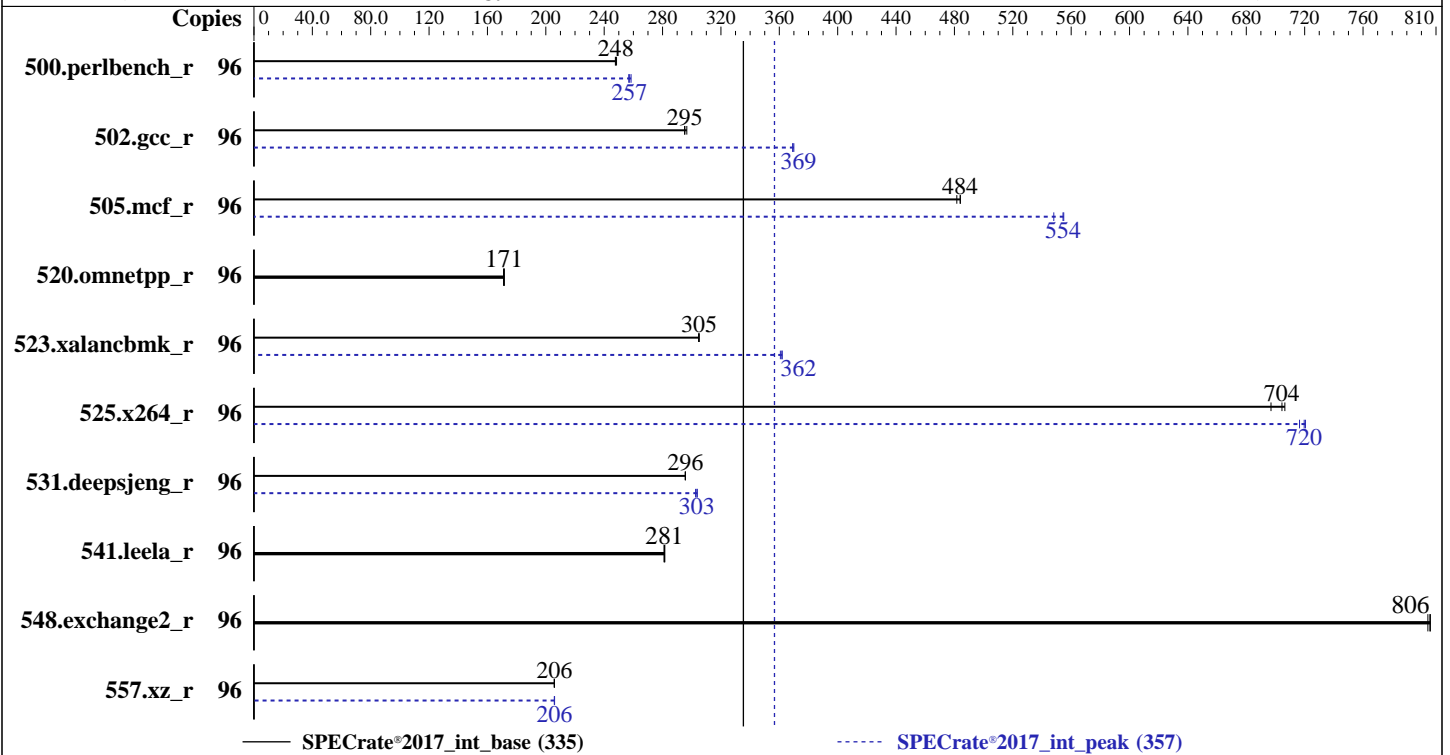 Copies 0 40.0 80.0 120 160 200 240 280 320 360 400 440 480 520 560 600 640 680 720 760 810
500.perlbench_r 96 248
257
502.gcc_r 96 295
369
505.mcf_r 96 484
554
520.omnetpp_r 96 171
523.xalancbmk_r 96 305
362
525.x264_r 96 704
720
531.deepsjeng_r 96 296
303
541.leela_r 96 281
548.exchange2_r 96 806
557.xz_r 96 206
206
SPECrate®2017_int_base (335) SPECrate®2017_int_peak (357)